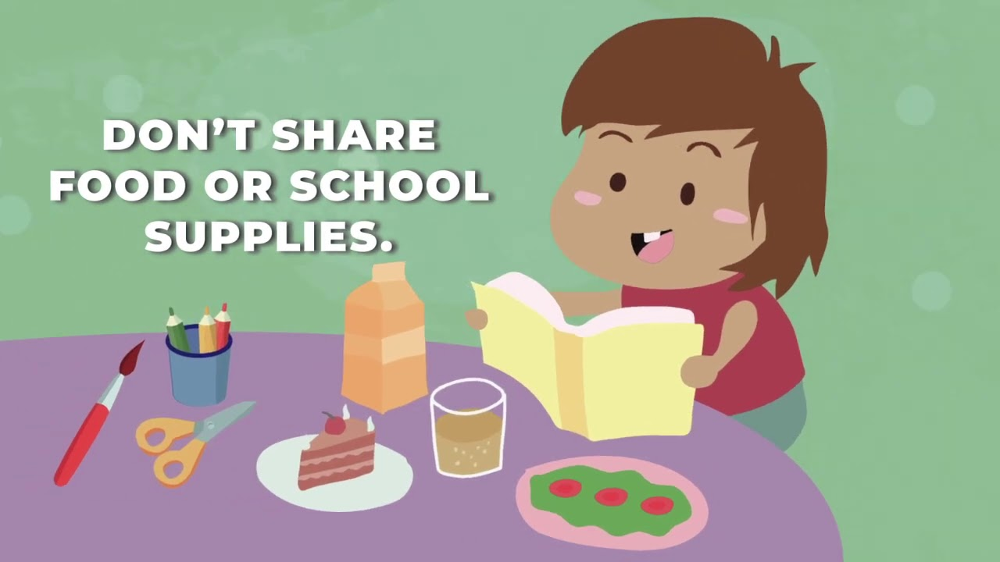 DON’T SHARE
FOOD OR SCHOOL
SUPPLIES.